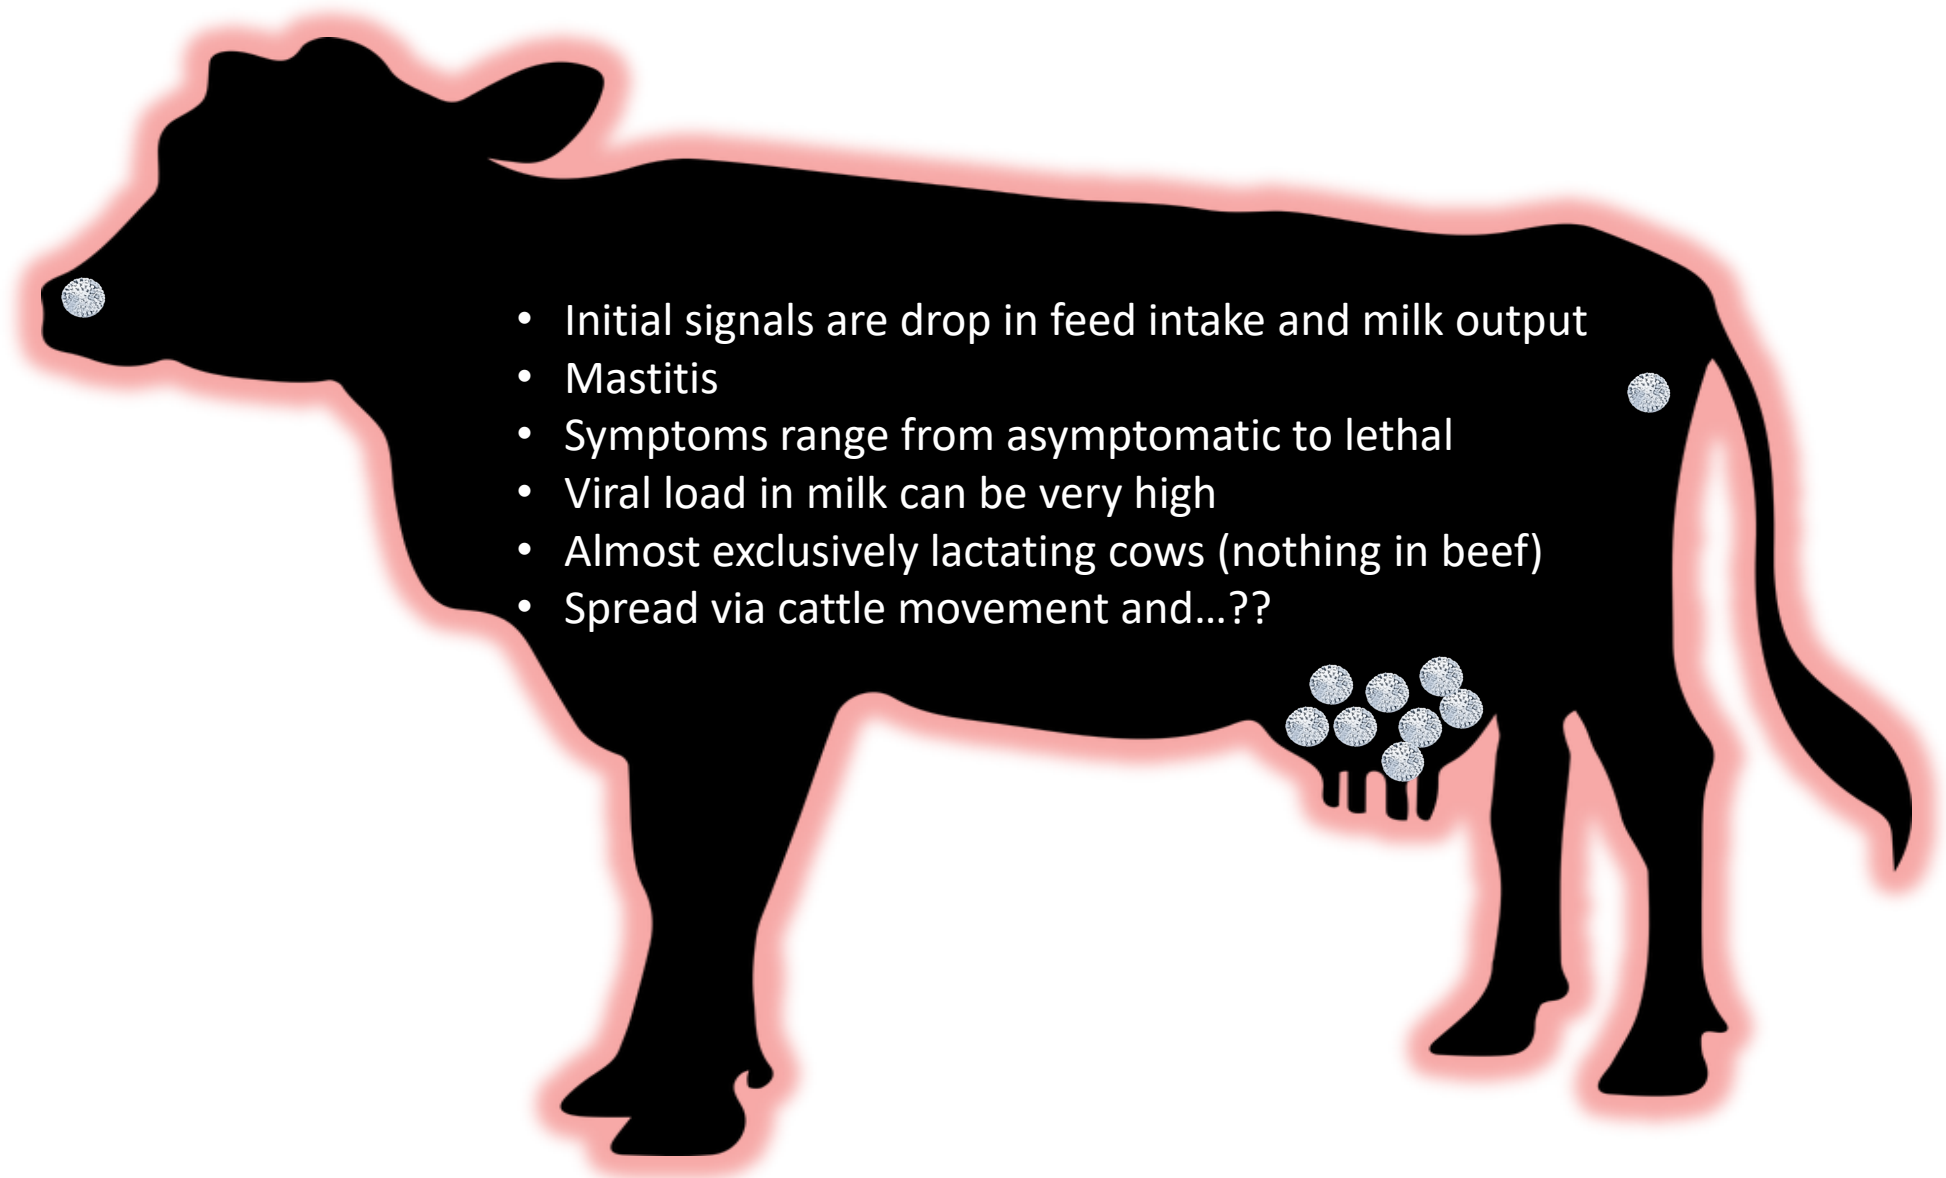 • Initial signals are drop in feed intake and milk output
• Mastitis
• Symptoms range from asymptomatic to lethal
• Viral load in milk can be very high
• Almost exclusively lactating cows (nothing in beef)
• Spread via cattle movement and...??